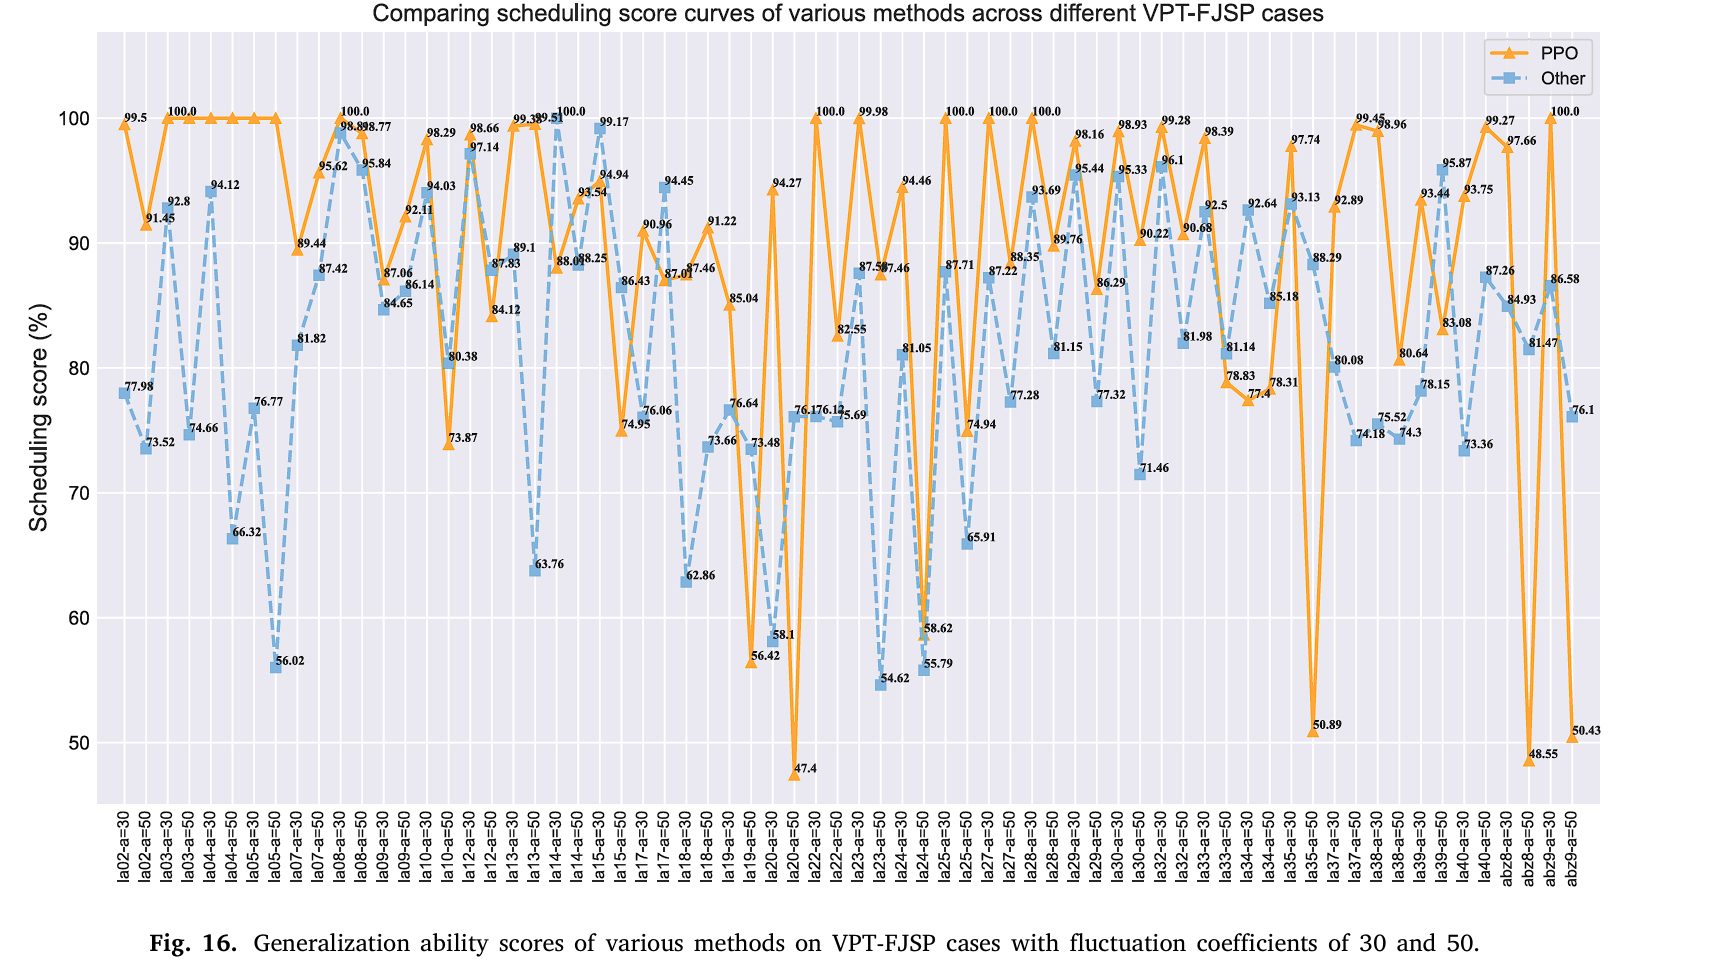 Comparing scheduling score curves of various methods across different VPT-FJSP cases
PPO
Other
Scheduling score (%)
100
90
80
70
60
50
99.5
91.45
100.0
100.0
98.77
89.44
95.62
87.06
92.11
98.29
73.87
98.66
84.12
99.51
88.01
93.54
94.94
74.95
90.96
87.01
87.46
91.22
85.04
56.42
94.27
47.4
100.0
82.55
99.98
87.46
94.46
58.62
100.0
74.94
100.0
88.35
100.0
89.76
98.16
86.29
98.93
90.22
99.28
90.68
98.39
78.83
77.4
78.31
97.74
50.89
92.89
99.45
98.96
80.64
93.44
83.08
93.75
99.27
97.66
48.55
100.0
50.43
77.98
73.52
92.8
74.66
94.12
66.32
76.77
56.02
81.82
87.42
95.84
84.65
86.14
94.03
80.38
97.14
87.83
89.1
63.76
100.0
88.25
99.17
86.43
76.06
94.45
62.86
73.66
76.64
73.48
58.1
76.12
75.69
54.62
81.05
55.79
87.71
65.91
87.22
77.28
93.69
81.15
95.44
77.32
95.33
71.46
96.1
81.98
92.5
81.14
92.64
85.18
93.13
88.29
80.08
74.18
75.52
74.3
78.15
95.87
73.36
87.26
84.93
81.47
86.58
76.1
la02-a=30
la02-a=50
la03-a=30
la03-a=50
la04-a=30
la04-a=50
la05-a=30
la05-a=50
la07-a=30
la07-a=50
la08-a=30
la08-a=50
la09-a=30
la09-a=50
la10-a=30
la10-a=50
la12-a=30
la12-a=50
la13-a=30
la13-a=50
la14-a=30
la14-a=50
la15-a=30
la15-a=50
la17-a=30
la17-a=50
la18-a=30
la18-a=50
la19-a=30
la19-a=50
la20-a=30
la20-a=50
la22-a=30
la22-a=50
la23-a=30
la23-a=50
la24-a=30
la24-a=50
la25-a=30
la25-a=50
la27-a=30
la27-a=50
la28-a=30
la28-a=50
la29-a=30
la29-a=50
la30-a=30
la30-a=50
la32-a=30
la32-a=50
la33-a=30
la33-a=50
la34-a=30
la34-a=50
la35-a=30
la35-a=50
la37-a=30
la37-a=50
la38-a=30
la38-a=50
la39-a=30
la39-a=50
la40-a=30
la40-a=50
abz8-a=30
abz8-a=50
abz9-a=30
abz9-a=50
Fig. 16. Generalization ability scores of various methods on VPT-FJSP cases with fluctuation coefficients of 30 and 50.